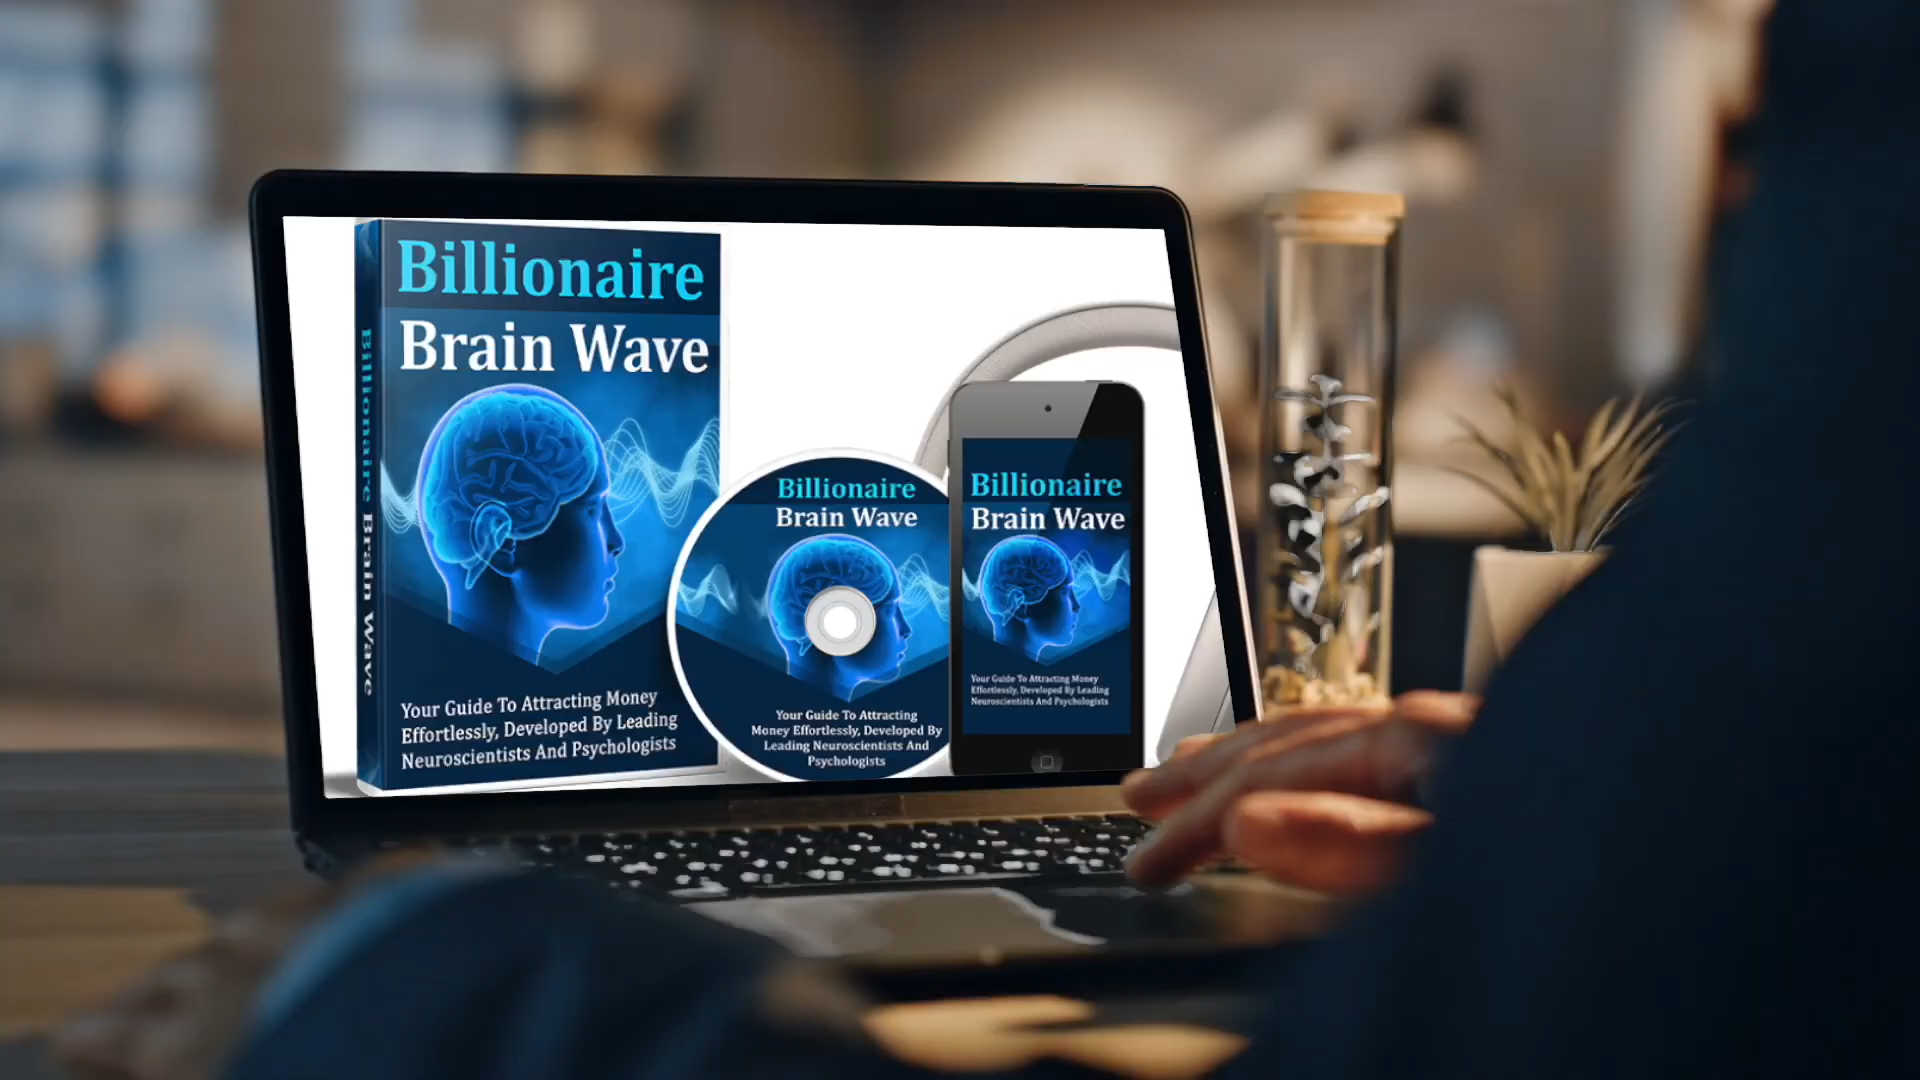 Billionaire
Brain Wave
Billionaire Brain Wave
Your Guide To Attracting Money
Effortlessly, Developed By Leading
Neuroscientists And Psychologists
Billionaire
Brain Wave
Your Guide To Attracting
Money Effortlessly, Developed By
Leading Neuroscientists And
Psychologists
Billionaire
Brain Wave
Your Guide To Attracting Money
Effortlessly, Developed By Leading
Neuroscientists And Psychologists